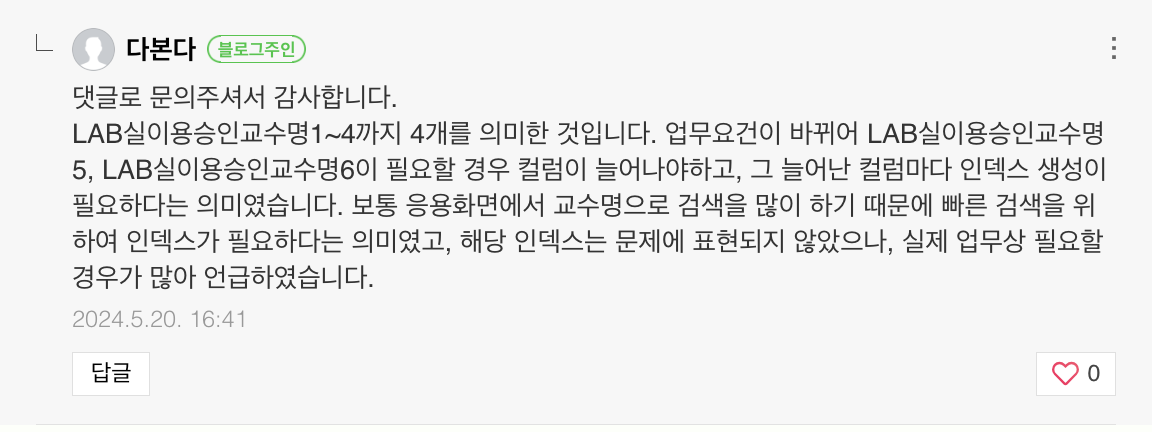 다본다 블로그주인
댓글로 문의주셔서 감사합니다.
LAB실이용승인교수명1~4까지 4개를 의미한 것입니다. 업무요건이 바뀌어 LAB실이용승인교수명
5, LAB실이용승인교수명6이 필요할 경우 컬럼이 늘어나야하고, 그 늘어난 컬럼마다 인덱스 생성이
필요하다는 의미였습니다. 보통 응용화면에서 교수명으로 검색을 많이 하기 때문에 빠른 검색을 위
하여 인덱스가 필요하다는 의미였고, 해당 인덱스는 문제에 표현되지 않았으나, 실제 업무상 필요할
경우가 많아 언급하였습니다.
2024.5.20. 16:41
답글 0